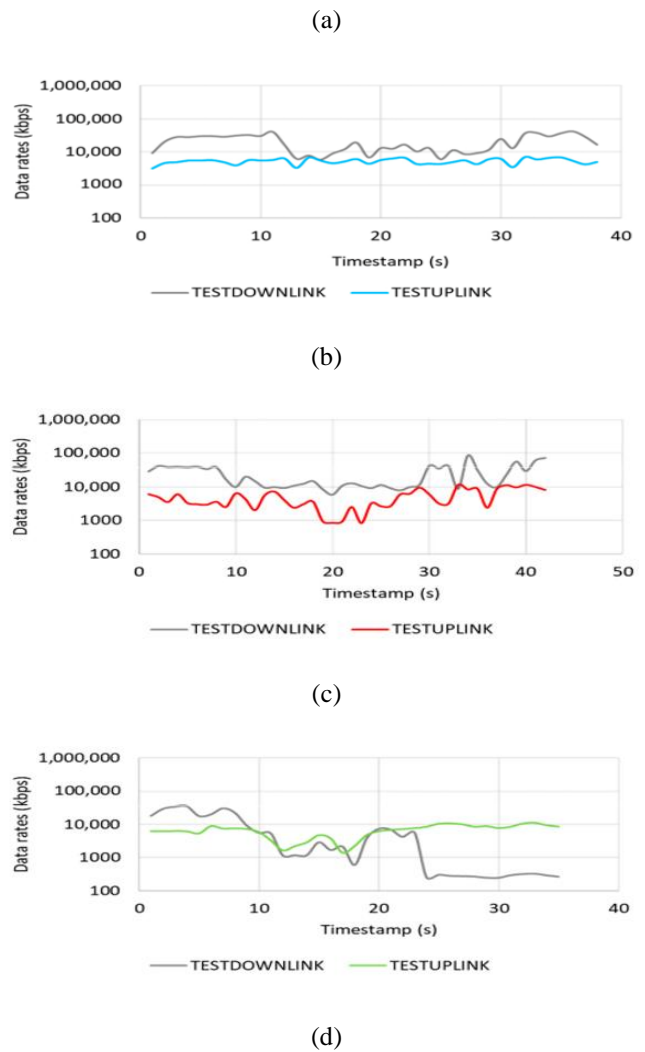 (a)
1,000,000
100,000
10,000
1000
100
Data rates (kbps)
0 10 20 30 40
Timestamp (s)
TESTDOWNLINK TESTUPLINK
(b)
1,000,000
100,000
10,000
1000
100
Data rates (kbps)
0 10 20 30 40 50
Timestamp (s)
TESTDOWNLINK TESTUPLINK
(c)
1,000,000
100,000
10,000
1000
100
Data rates (kbps)
0 10 20 30 40
Timestamp (s)
TESTDOWNLINK TESTUPLINK
(d)